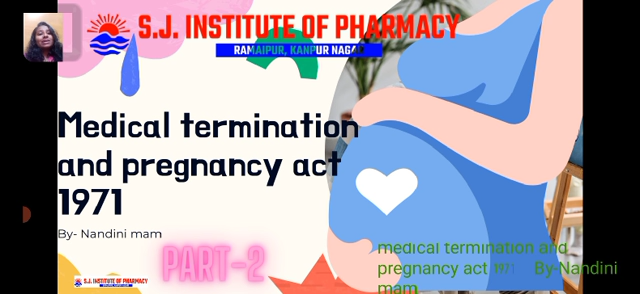 S.J. INSTITUTE OF PHARMACY
RAMAIPUR, KANPUR NAGAR
Medical termination
and pregnancy act
1971
By- Nandini mam
PART-2
S.J. INSTITUTE OF PHARMACY
medical termination and
pregnancy act 1971 By-Nandini
mam